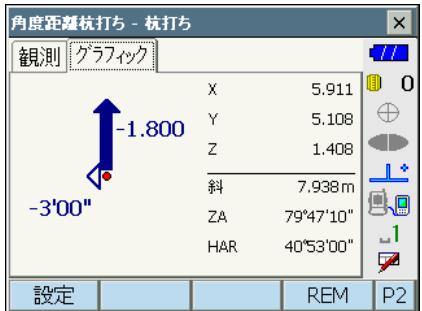 角度距離杭打ち - 杭打ち ×
観測 グラフィック
0
X 5.911
Y 5.108
-1.800
Z 1.408
斜 7.938m
-3'00"
ZA 79°47'10"
HAR 40°53'00"
1
設定 REM P2